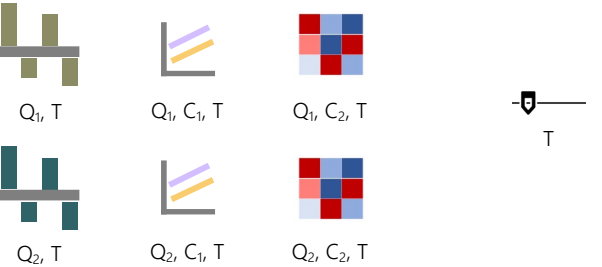 Q₁, T
Q₁, C₁, T
Q₁, C₂, T
T
Q₂, T
Q₂, C₁, T
Q₂, C₂, T